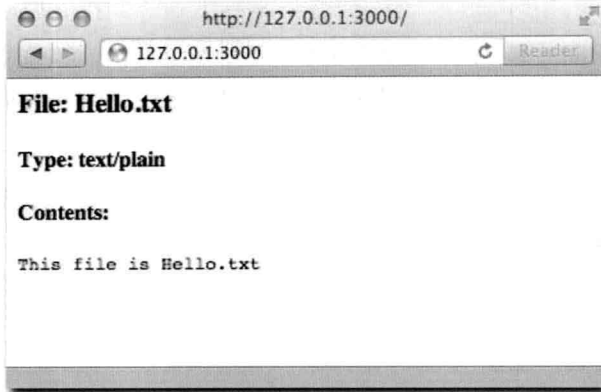 http://127.0.0.1:3000/
127.0.0.1:3000
Reader
File: Hello.txt
Type: text/plain
Contents:
This file is Hello.txt